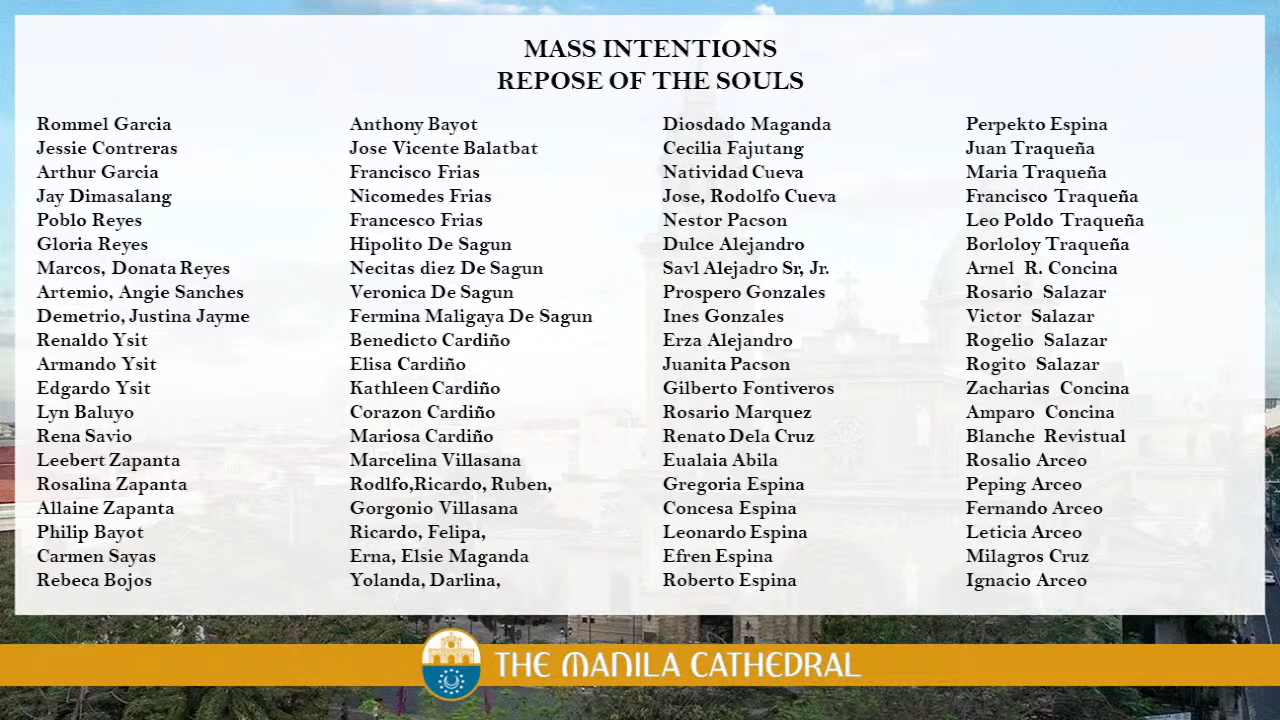 MASS INTENTIONS
REPOSE OF THE SOULS
Rommel Garcia
Jessie Contreras
Arthur Garcia
Jay Dimasalang
Poblo Reyes
Gloria Reyes
Marcos, Donata Reyes
Artemio, Angie Sanches
Demetrio, Justina Jayme
Renaldo Ysit
Armando Ysit
Edgardo Ysit
Lyn Baluyo
Rena Savio
Leebert Zapanta
Rosalina Zapanta
Allaine Zapanta
Philip Bayot
Carmen Sayas
Rebeca Bojos
Anthony Bayot
Jose Vicente Balatbat
Francisco Frias
Nicomedes Frias
Francesco Frias
Hipolito De Sagun
Necitas diez De Sagun
Veronica De Sagun
Fermina Maligaya De Sagun
Benedicto Cardiño
Elisa Cardiño
Kathleen Cardiño
Corazon Cardiño
Mariosa Cardiño
Marcelina Villasana
Rodlfo,Ricardo, Ruben,
Gorgonio Villasana
Ricardo, Felipa,
Erna, Elsie Maganda
Yolanda, Darlina,
Diosdado Maganda
Cecilia Fajutang
Natividad Cueva
Jose, Rodolfo Cueva
Nestor Pacson
Dulce Alejandro
Savl Alejadro Sr, Jr.
Prospero Gonzales
Ines Gonzales
Erza Alejandro
Juanita Pacson
Gilberto Fontiveros
Rosario Marquez
Renato Dela Cruz
Eualaia Abila
Gregoria Espina
Concesa Espina
Leonardo Espina
Efren Espina
Roberto Espina
Perpekto Espina
Juan Traqueña
Maria Traqueña
Francisco Traqueña
Leo Poldo Traqueña
Borloloy Traqueña
Arnel R. Concina
Rosario Salazar
Victor Salazar
Rogelio Salazar
Rogito Salazar
Zacharias Concina
Amparo Concina
Blanche Revistual
Rosalio Arceo
Peping Arceo
Fernando Arceo
Leticia Arceo
Milagros Cruz
Ignacio Arceo
THE MANILA CATHEDRAL